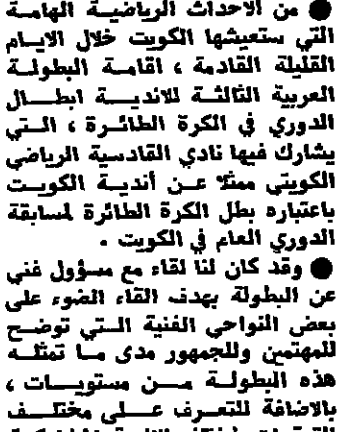 ● من الاحداث الرياضية الهامة
التي ستعيشها الكويت خلال الايام
القليلة القادمة ، اقامة البطولة
العربية الثالثة للاندية ابطال
الدوري في الكرة الطائرة ، التي
يشارك فيها نادي القادسية الرياضي
الكويتي ممثلا عن أندية الكويت
باعتباره بطل الكرة الطائرة لمسابقة
الدوري العام في الكويت .
● وقد كان لنا لقاء مع مسؤول فني
عن البطولة بهدف القاء الضوء على
بعض النواحي الفنية التي توضح
للمهتمين وللجمهور مدى ما تمثله
هذه البطولة من مستويات ،
بالاضافة للتعرف على مختلف